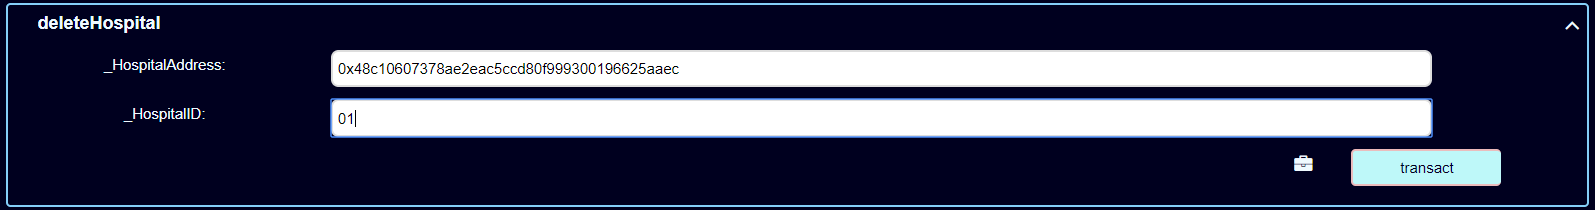 deleteHospital
_HospitalAddress:
0x48c10607378ae2eac5ccd80f999300196625aaec
_HospitalID:
01
transact